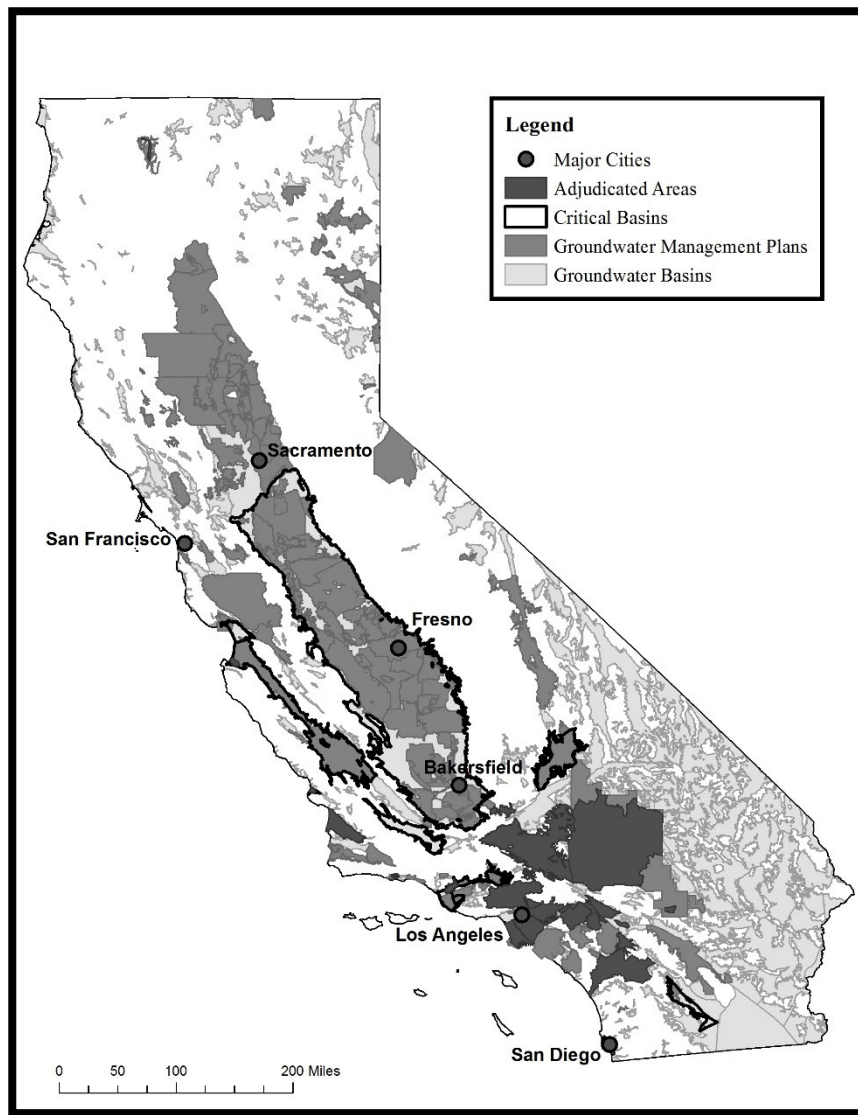 Legend
Major Cities
Adjudicated Areas
Critical Basins
Groundwater Management Plans
Groundwater Basins
Sacramento
San Francisco
Fresno
Bakersfield
Los Angeles
San Diego
0 50 100 200 Miles